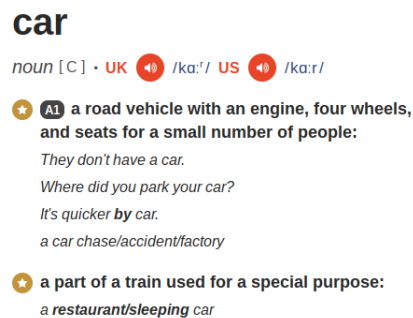 car
noun [ C ] • UK /kɑːʳ/ US /kɑːr/
A1 a road vehicle with an engine, four wheels,
and seats for a small number of people:
They don't have a car.
Where did you park your car?
It's quicker by car.
a car chase/accident/factory
a part of a train used for a special purpose:
a restaurant/sleeping car